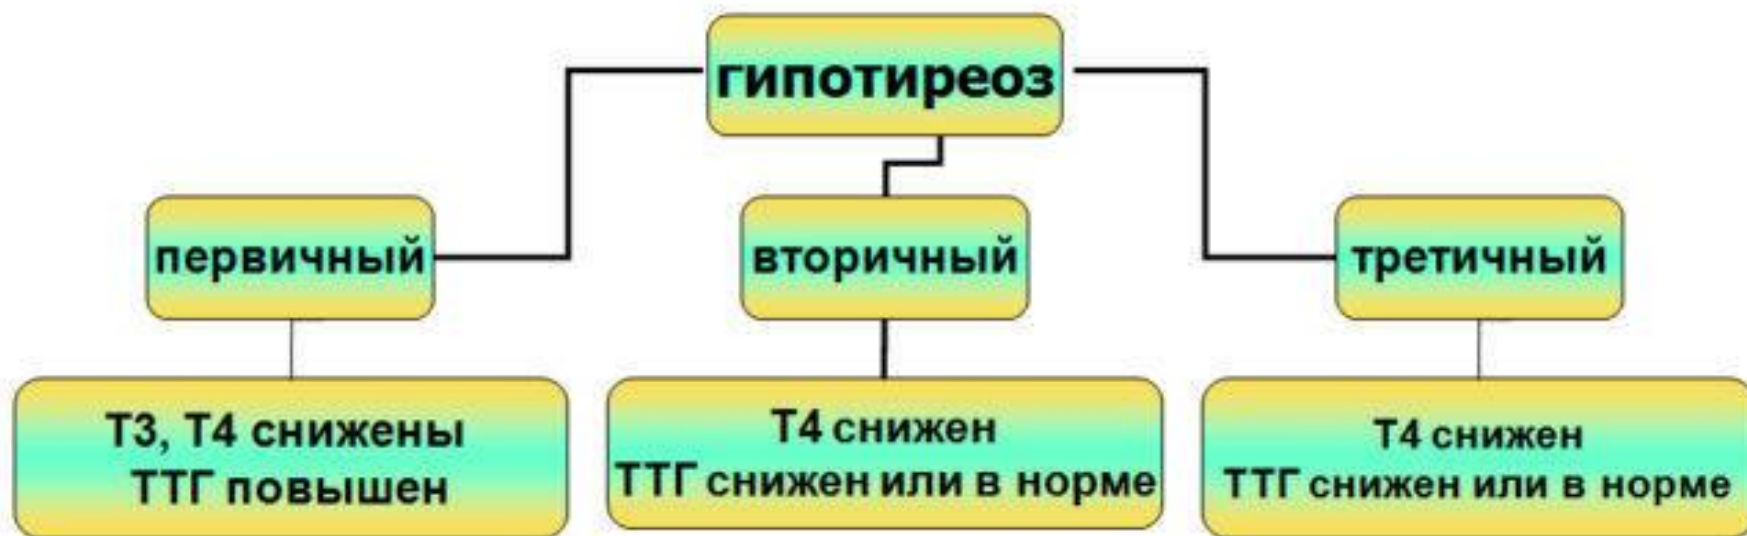 гипотиреоз
первичный
вторичный
третичный
Т3, Т4 снижены
ТТГ повышен
Т4 снижен
ТТГ снижен или в норме
Т4 снижен
ТТГ снижен или в норме